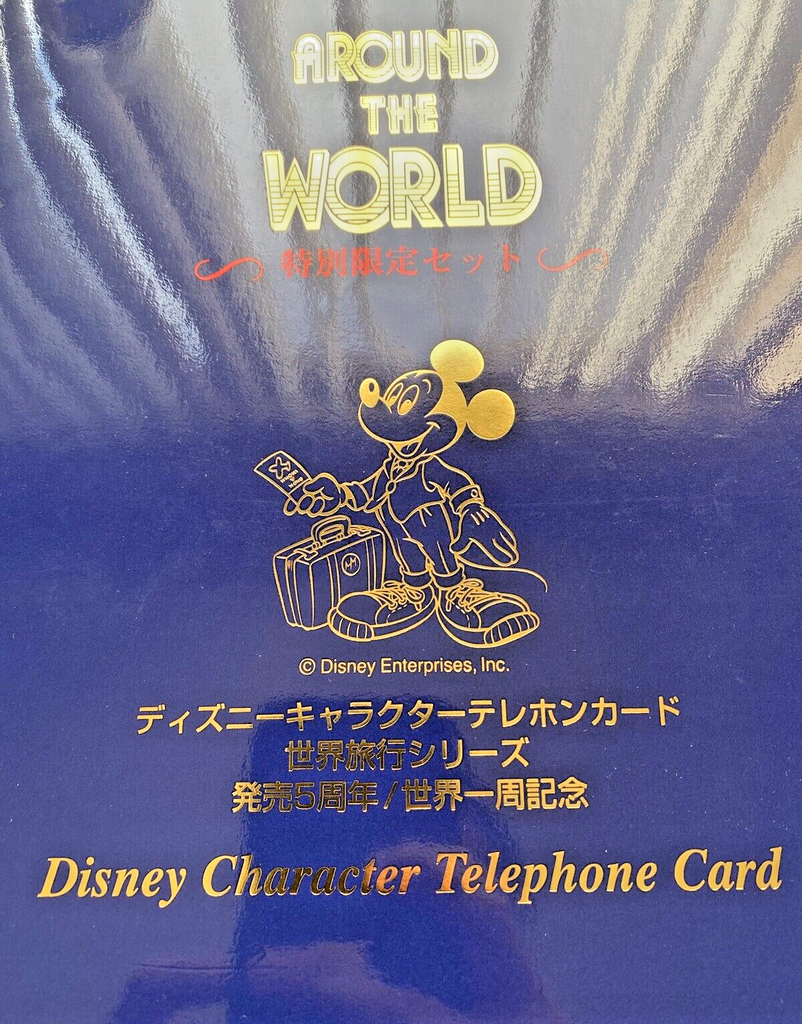 AROUND
THE
WORLD
特別限定セット
© Disney Enterprises, Inc.
ディズニーキャラクターテレホンカード
世界旅行シリーズ
発売5周年/世界一周記念
Disney Character Telephone Card